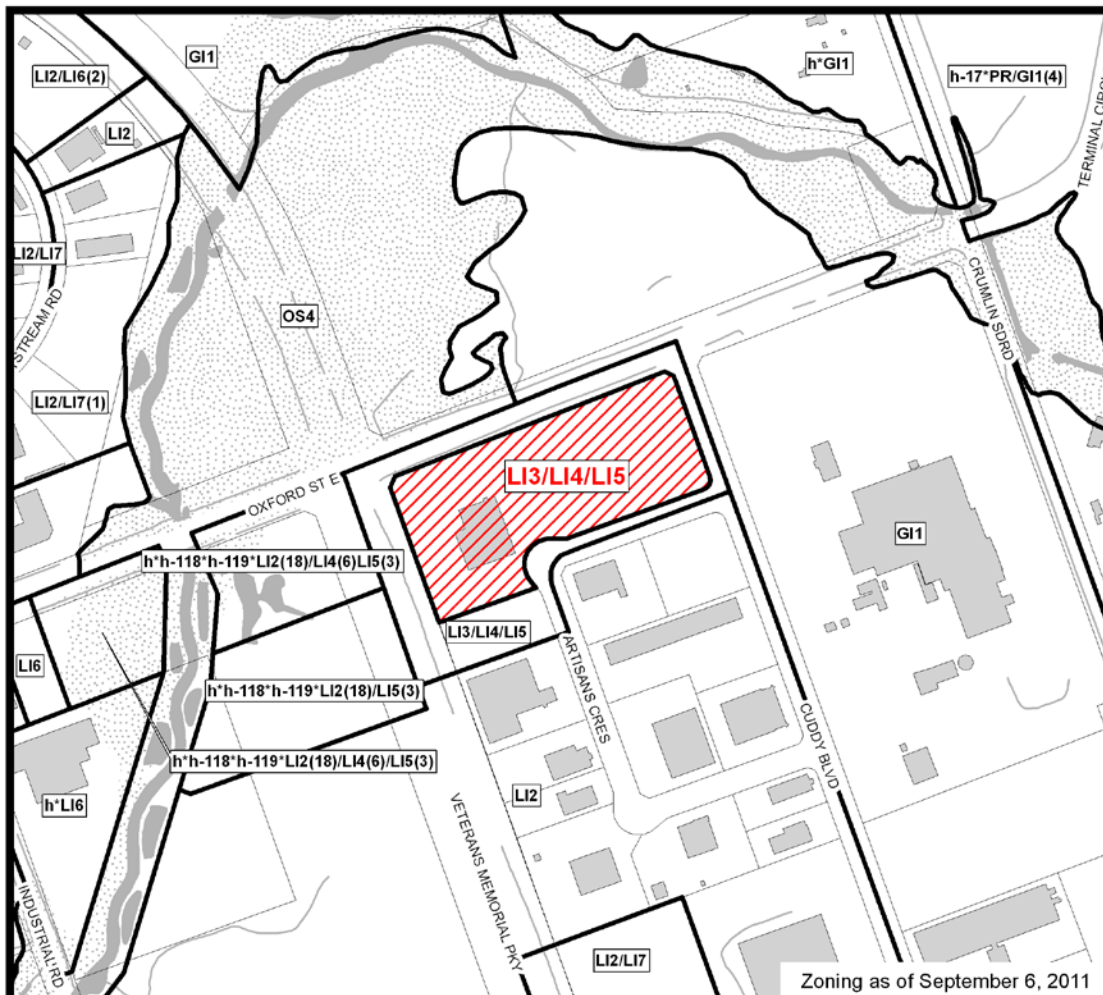 GI1
h*GI1
LI2/LI6(2)
h-17*PR/GI1(4)
LI2
TERMINAL CIRCL
LI2/LI7
CRUMLIN SDRD
STREAM RD
OS4
LI2/LI7(1)
LI3/LI4/LI5
OXFORD ST E
GI1
h*h-118*h-119*LI2(18)/LI4(6)LI5(3)
LI3/LI4/LI5
LI6
ARTISANS CRES
h*h-118*h-119*LI2(18)/LI5(3)
CUDDY BLVD
h*h-118*h-119*LI2(18)/LI4(6)/LI5(3)
LI2
h*LI6
VETERANS MEMORIAL PKY
INDUSTRIAL RD
LI2/LI7
Zoning as of September 6, 2011